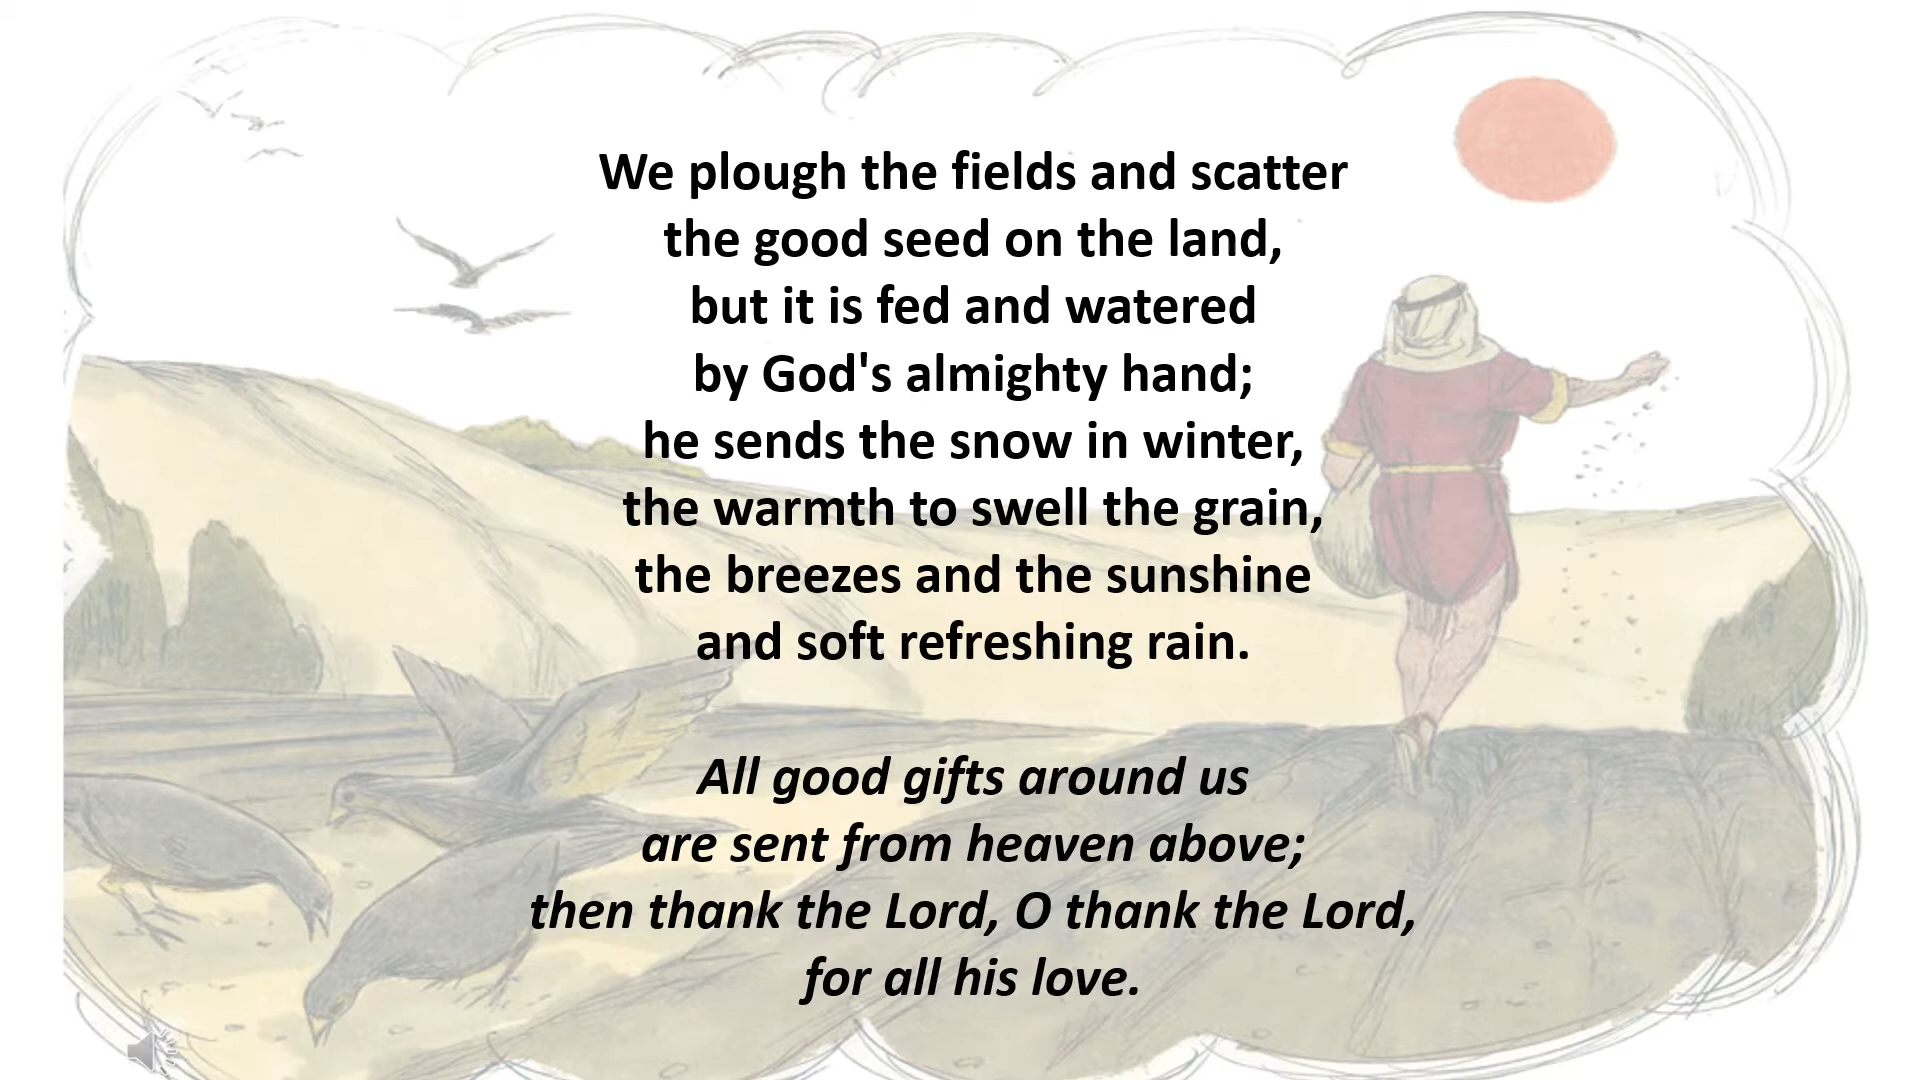 We plough the fields and scatter
the good seed on the land,
but it is fed and watered
by God's almighty hand;
he sends the snow in winter,
the warmth to swell the grain,
the breezes and the sunshine
and soft refreshing rain.
All good gifts around us
are sent from heaven above;
then thank the Lord, O thank the Lord,
for all his love.